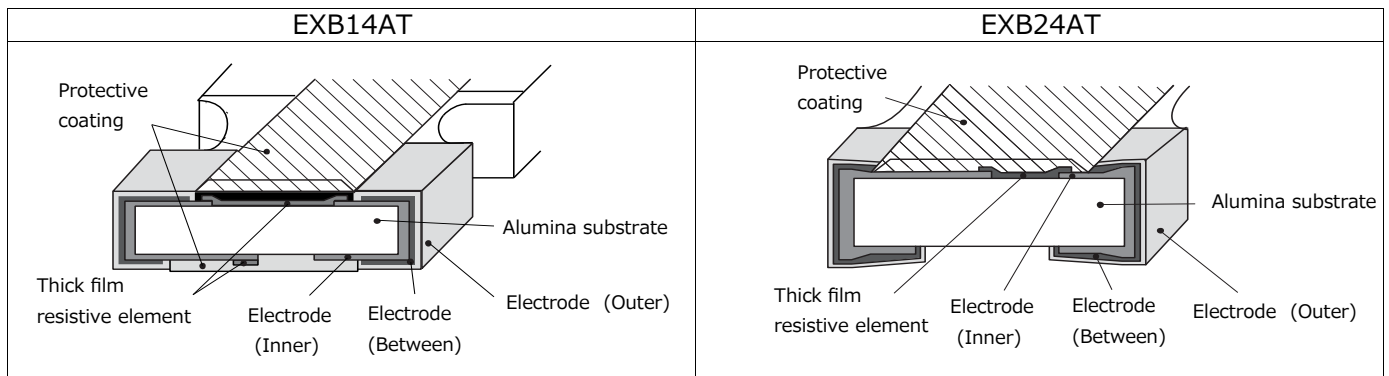 EXB14AT
Protective
coating
Alumina substrate
Thick film
resistive element
Electrode
(Inner)
Electrode
(Between)
Electrode (Outer)
EXB24AT
Protective
coating
Alumina substrate
Thick film
resistive element
Electrode
(Inner)
Electrode
(Between)
Electrode (Outer)